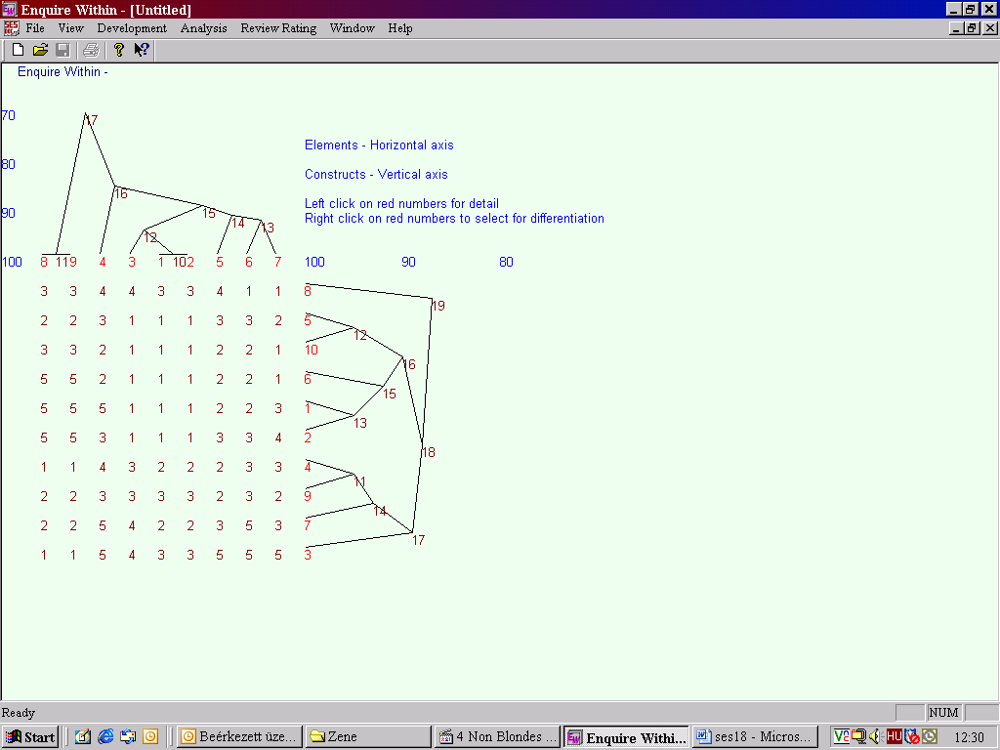 Enquire Within - [Untitled]
File View Development Analysis Review Rating Window Help
Enquire Within -
70 17
Elements - Horizontal axis
80
Constructs - Vertical axis
16
Left click on red numbers for detail
90 15
Right click on red numbers to select for differentiation
14 13
12
100 8 11 9 4 3 1 10 2 5 6 7 100 90 80
3 3 4 4 3 3 4 1 1 8
19
2 2 3 1 1 1 3 3 2 5
12
3 3 2 1 1 1 2 2 1 10
16
5 5 2 1 1 1 2 2 1 6
15
5 5 5 1 1 1 2 2 3 1
13
5 5 3 1 1 1 3 3 4 2
18
1 1 4 3 2 2 2 3 3 4
11
2 2 3 3 3 3 2 3 2 9
14
2 2 5 4 2 2 3 5 3 7
17
1 1 5 4 3 3 5 5 5 3
Ready NUM
Start Beérkezett üze... Zene 4 Non Blondes ... Enquire Withi... ses18 - Micros... HU 12:30